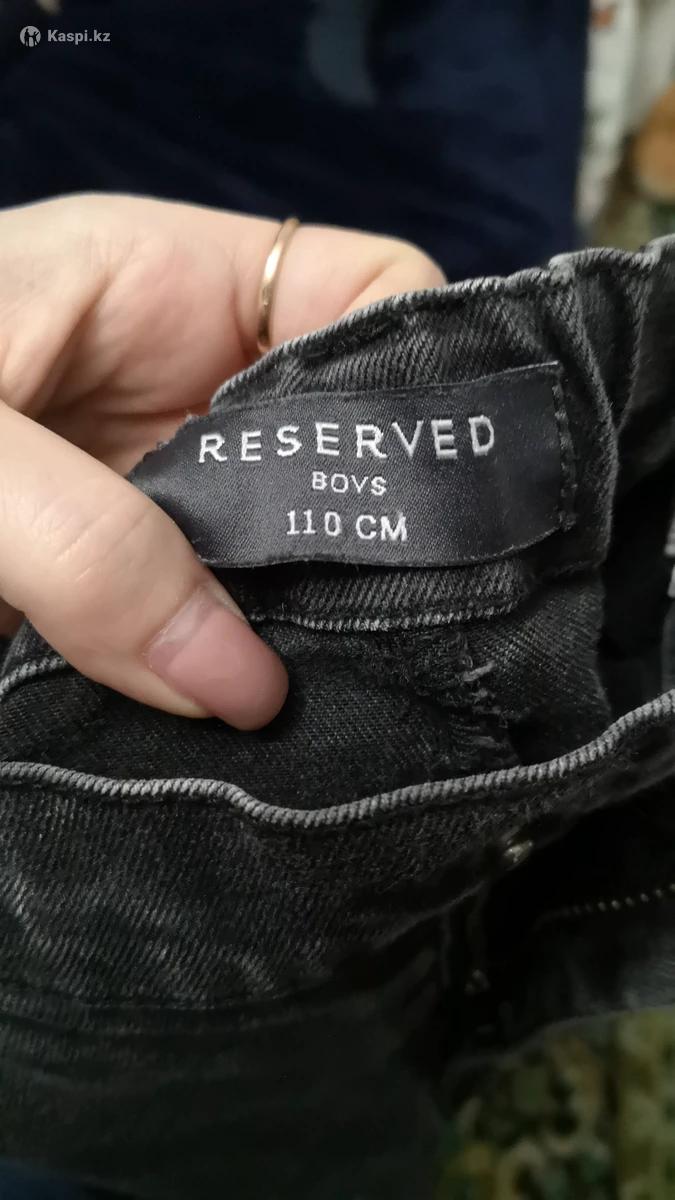 Kaspi.kz
RESERVED
BOYS
110 CM